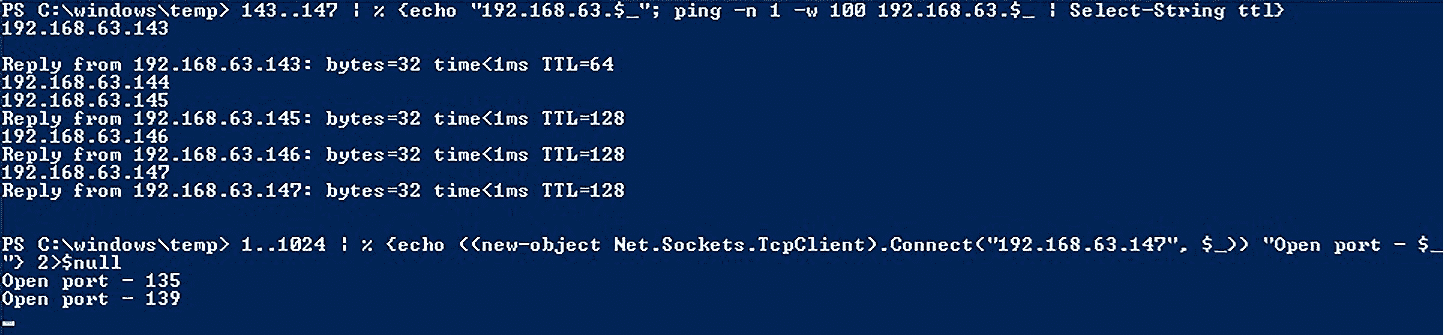 PS C:\windows\temp> 143..147 | % {echo "192.168.63.$_"; ping -n 1 -w 100 192.168.63.$_ | Select-String ttl}
192.168.63.143
Reply from 192.168.63.143: bytes=32 time<1ms TTL=64
192.168.63.144
192.168.63.145
Reply from 192.168.63.145: bytes=32 time<1ms TTL=128
192.168.63.146
Reply from 192.168.63.146: bytes=32 time<1ms TTL=128
192.168.63.147
Reply from 192.168.63.147: bytes=32 time<1ms TTL=128
PS C:\windows\temp> 1..1024 | % {echo ((new-object Net.Sockets.TcpClient).Connect("192.168.63.147", $_)) "Open port - $_
"} 2>$null
Open port - 135
Open port - 139